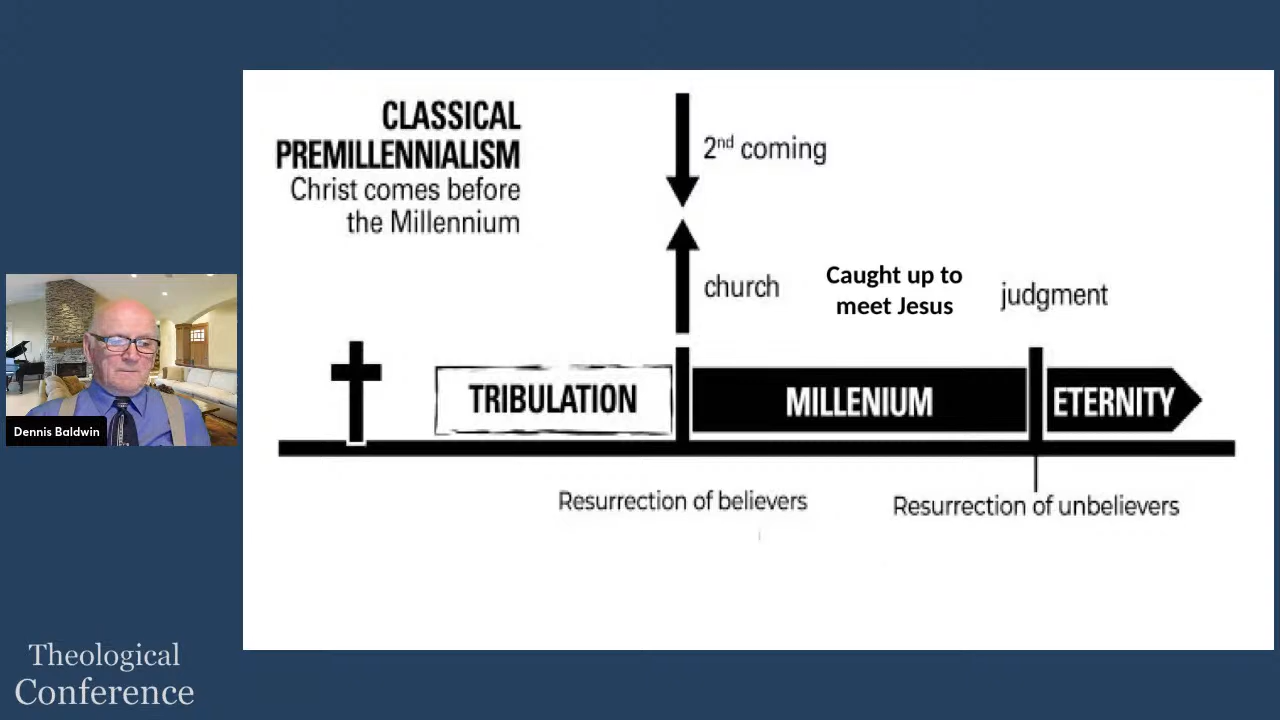 CLASSICAL
PREMILLENNIALISM
Christ comes before
the Millennium
2nd coming
church
Caught up to
meet Jesus
judgment
TRIBULATION
MILLENIUM
ETERNITY
Resurrection of believers
Resurrection of unbelievers
Dennis Baldwin
Theological
Conference